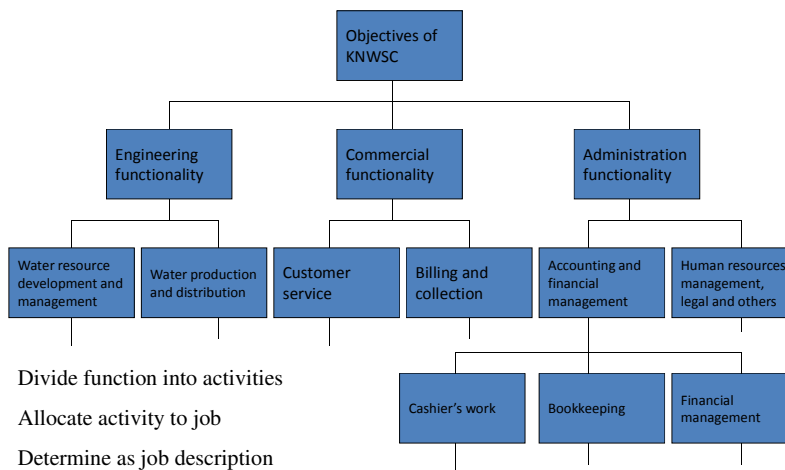 Objectives of
KNWSC
Engineering
functionality
Commercial
functionality
Administration
functionality
Water resource
development and
management
Water production
and distribution
Customer
service
Billing and
collection
Accounting and
financial
management
Human resources
management,
legal and others
Divide function into activities
Allocate activity to job
Determine as job description
Cashier's work
Bookkeeping
Financial
management